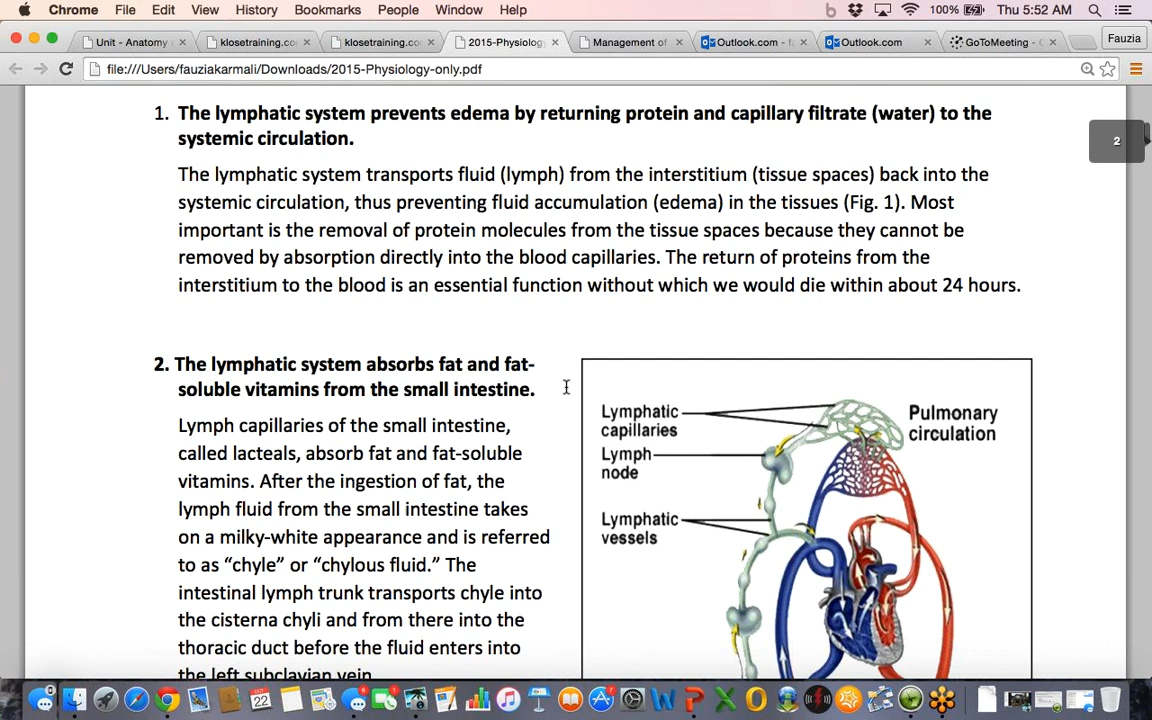 Chrome File Edit View History Bookmarks People Window Help 100% Thu 5:52 AM
Unit - Anatomy klosetraining.co klosetraining.co 2015-Physiolog Management of Outlook.com - Outlook.com GoToMeeting - Fauzia
file:///Users/fauziakarmali/Downloads/2015-Physiology-only.pdf
1. The lymphatic system prevents edema by returning protein and capillary filtrate (water) to the
systemic circulation.
2
The lymphatic system transports fluid (lymph) from the interstitium (tissue spaces) back into the
systemic circulation, thus preventing fluid accumulation (edema) in the tissues (Fig. 1). Most
important is the removal of protein molecules from the tissue spaces because they cannot be
removed by absorption directly into the blood capillaries. The return of proteins from the
interstitium to the blood is an essential function without which we would die within about 24 hours.
2. The lymphatic system absorbs fat and fat-
soluble vitamins from the small intestine.
Lymph capillaries of the small intestine,
called lacteals, absorb fat and fat-soluble
vitamins. After the ingestion of fat, the
lymph fluid from the small intestine takes
on a milky-white appearance and is referred
to as “chyle” or “chylous fluid.” The
intestinal lymph trunk transports chyle into
the cisterna chyli and from there into the
thoracic duct before the fluid enters into
the left subclavian vein.
Lymphatic
capillaries
Pulmonary
circulation
Lymph
node
Lymphatic
vessels
OCT
22